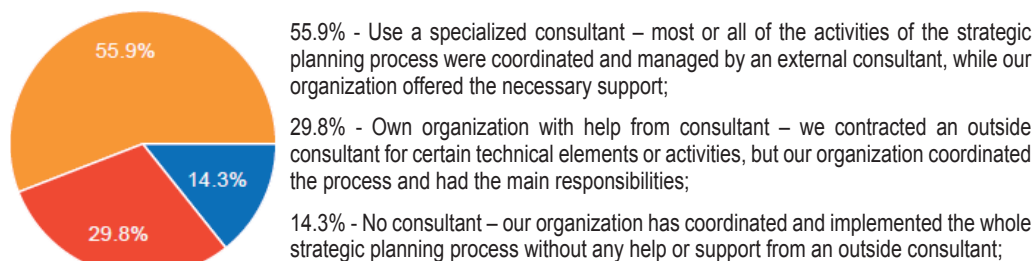 55.9%
14.3%
29.8%
55.9% - Use a specialized consultant – most or all of the activities of the strategic
planning process were coordinated and managed by an external consultant, while our
organization offered the necessary support;
29.8% - Own organization with help from consultant – we contracted an outside
consultant for certain technical elements or activities, but our organization coordinated
the process and had the main responsibilities;
14.3% - No consultant – our organization has coordinated and implemented the whole
strategic planning process without any help or support from an outside consultant;